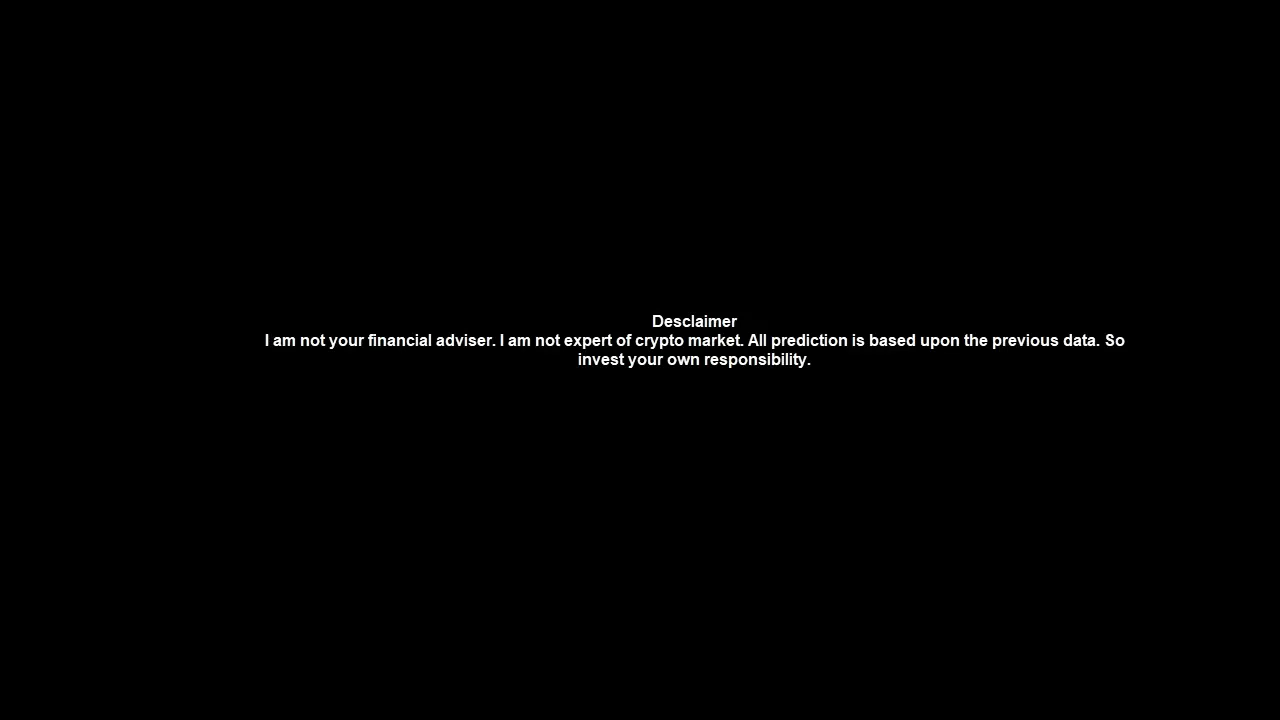 Desclaimer
I am not your financial adviser. I am not expert of crypto market. All prediction is based upon the previous data. So
invest your own responsibility.